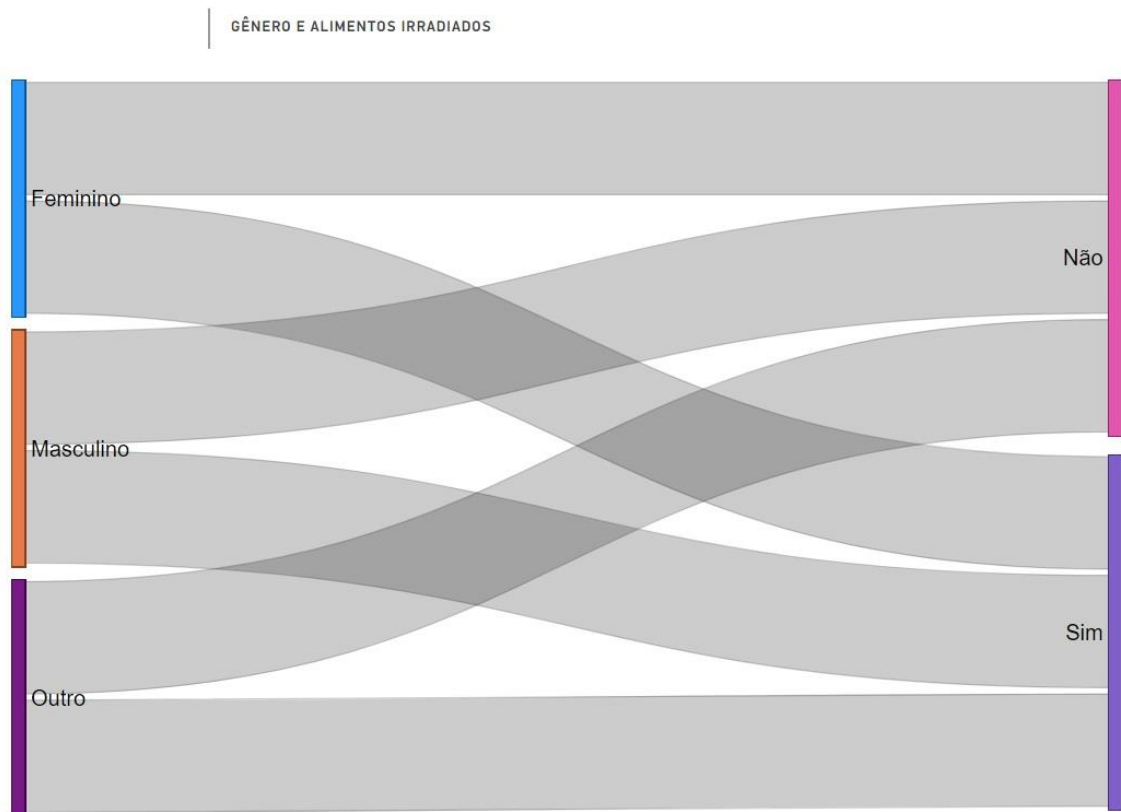 GÊNERO E ALIMENTOS IRRADIADOS
Feminino
Não
Masculino
Sim
Outro